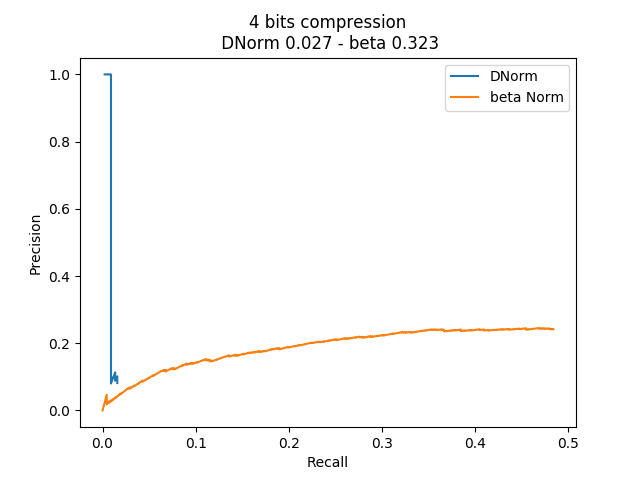 4 bits compression
DNorm 0.027 - beta 0.323
DNorm
beta Norm
1.0
0.8
0.6
0.4
0.2
0.0
Precision
0.0 0.1 0.2 0.3 0.4 0.5
Recall